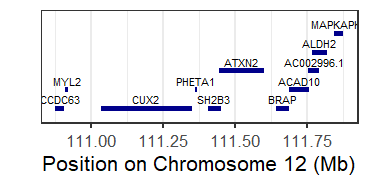 MAPKAPK
ALDH2
ATXN2 AC002996.1
MYL2 PHETA1 ACAD10
CCDC63 CUX2 SH2B3 BRAP
111.00 111.25 111.50 111.75
Position on Chromosome 12 (Mb)